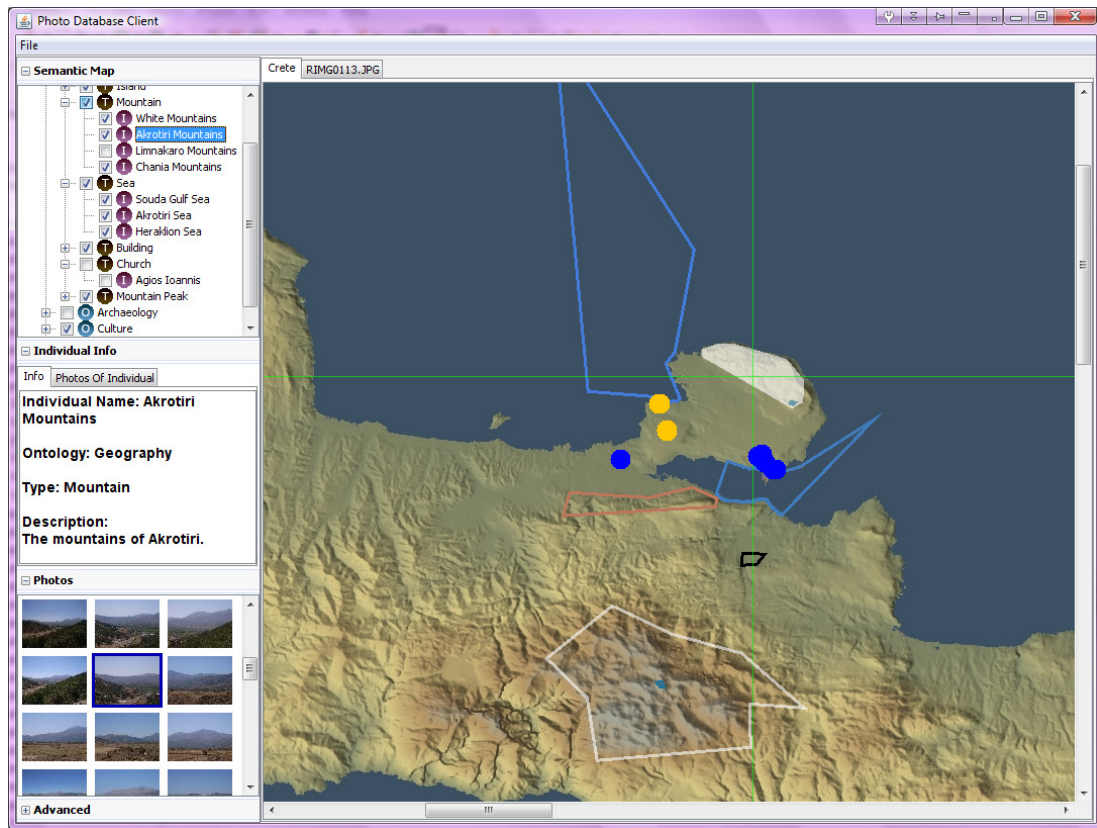 Photo Database Client
File
Semantic Map
Island
Mountain
White Mountains
Akrotiri Mountains
Limnakaro Mountains
Chania Mountains
Sea
Souda Gulf Sea
Akrotiri Sea
Heraklion Sea
Building
Church
Agios Ioannis
Mountain Peak
Archaeology
Culture
Individual Info
Info Photos Of Individual
Individual Name: Akrotiri
Mountains
Ontology: Geography
Type: Mountain
Description:
The mountains of Akrotiri.
Photos
Advanced
Crete RIMG0113.JPG